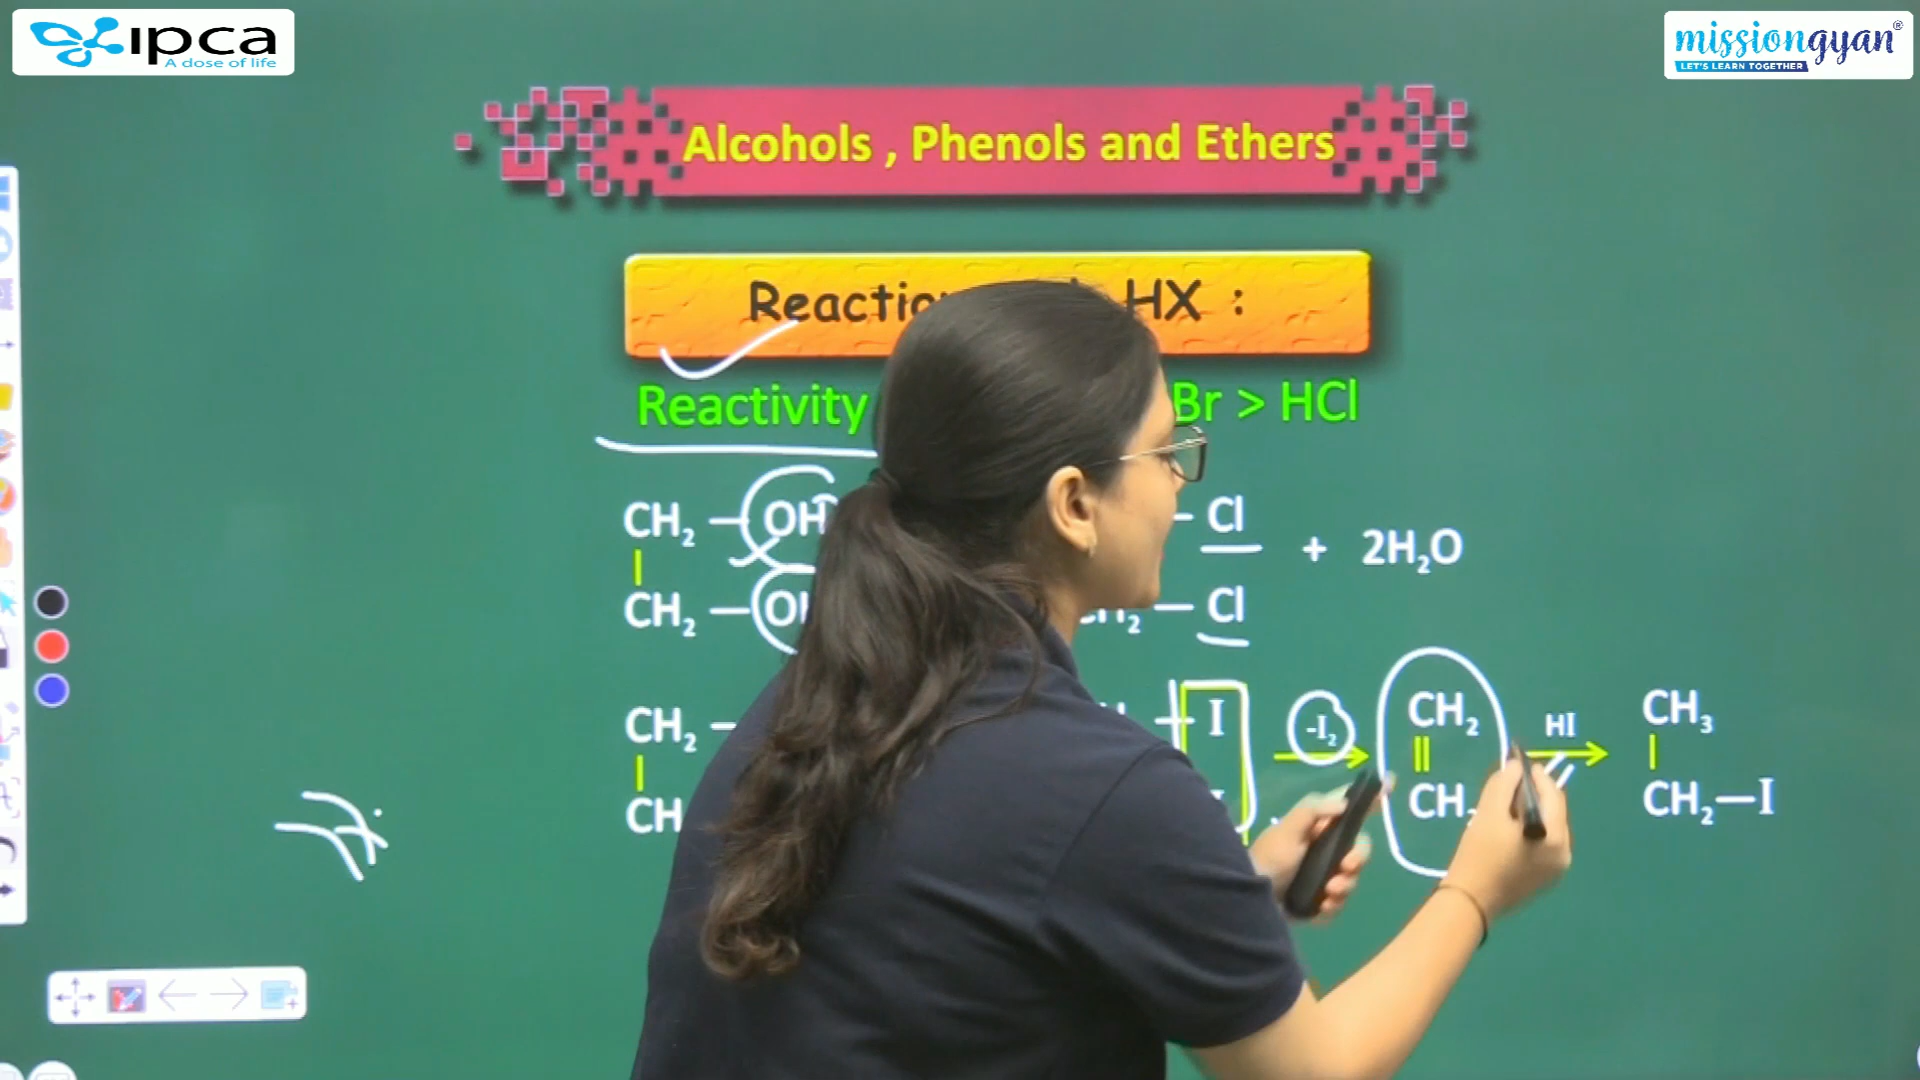 ipca
A dose of life
missiongyan®
LET'S LEARN TOGETHER
Alcohols , Phenols and Ethers
HX :
Reactivity Br > HCl
CH₂ – OH – Cl + 2H₂O
CH₂ – CH₂ – Cl
CH₂ – I -I₂ CH₂ HI CH₃
CH CH₂ – I